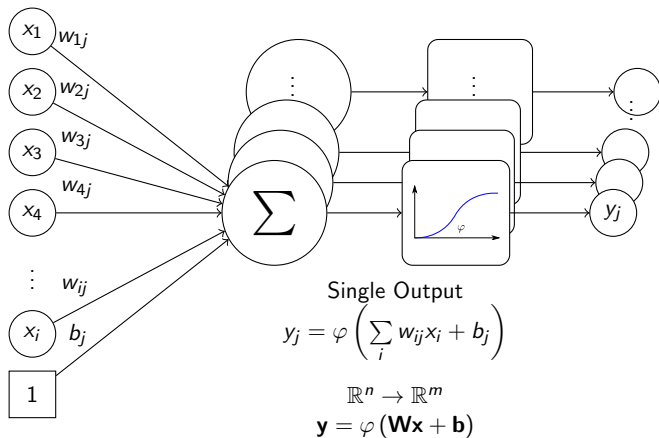 x₁ w₁ⱼ
x₂ w₂ⱼ
x₃ w₃ⱼ
x₄ w₄ⱼ
⋮ wᵢⱼ
xᵢ bⱼ
1
⋮
∑
⋮
φ
⋮
yⱼ
Single Output
yⱼ = φ (∑ᵢ wᵢⱼxᵢ + bⱼ)
ℝⁿ → ℝᵐ
y = φ (Wx + b)